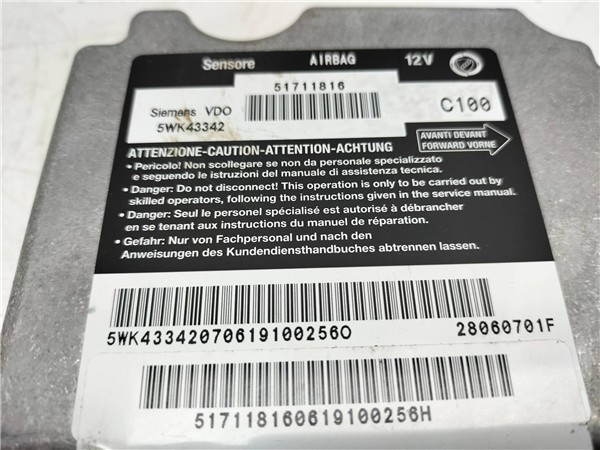 Sensore AIRBAG 12V
51711816
Siemens VDO C100
5WK43342
AVANTI DEVANT
FORWARD VORNE
ATTENZIONE-CAUTION-ATTENTION-ACHTUNG
• Pericolo! Non scollegare se non da personale specializzato
e seguendo le istruzioni del manuale di assistenza tecnica.
• Danger: Do not disconnect! This operation is only to be carried out by
skilled operators, following the instructions given in the service manual.
• Danger: Seul le personel spécialisé est autorisé à débrancher
en se tenant aux instructions du manuel de réparation.
• Gefahr: Nur von Fachpersonal und nach den
Anweisungen des Kundendiensthandbuches abtrennen lassen.
5WK433420706191002560 28060701F
517118160619100256H